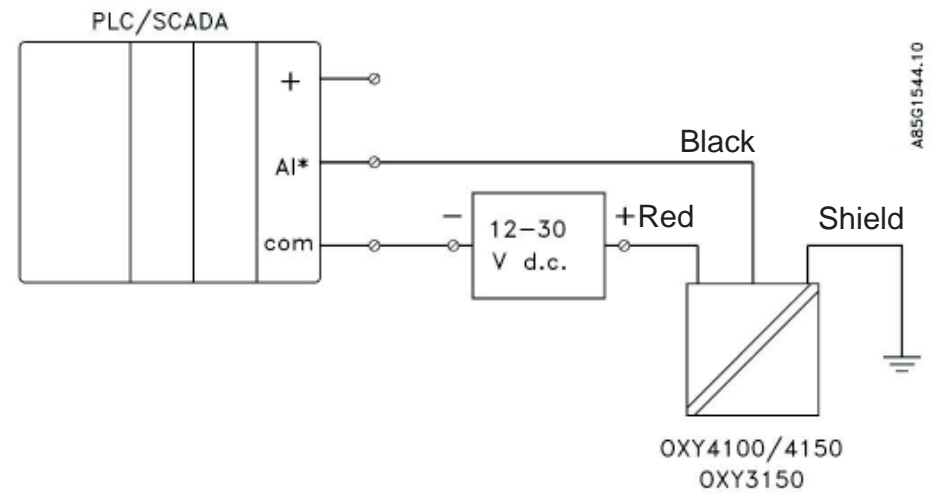 PLC/SCADA
+
AI*
com
−
12−30
V d.c.
+Red
Black
Shield
A85G1544.10
OXY4100/4150
OXY3150